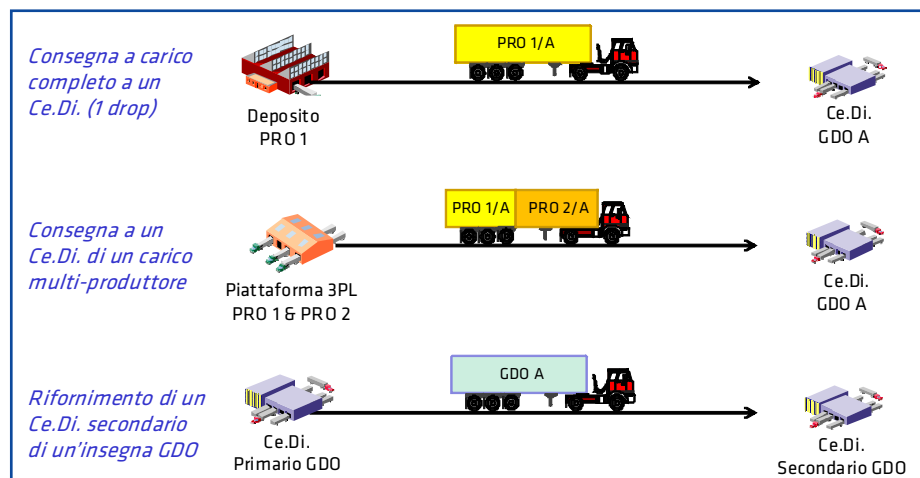 Consegna a carico
completo a un
Ce.Di. (1 drop)
PRO 1/A
Deposito
PRO 1
Ce.Di.
GDO A
Consegna a un
Ce.Di. di un carico
multi-produttore
PRO 1/A PRO 2/A
Piattaforma 3PL
PRO 1 & PRO 2
Ce.Di.
GDO A
Rifornimento di un
Ce.Di. secondario
di un'insegna GDO
GDO A
Ce.Di.
Primario GDO
Ce.Di.
Secondario GDO